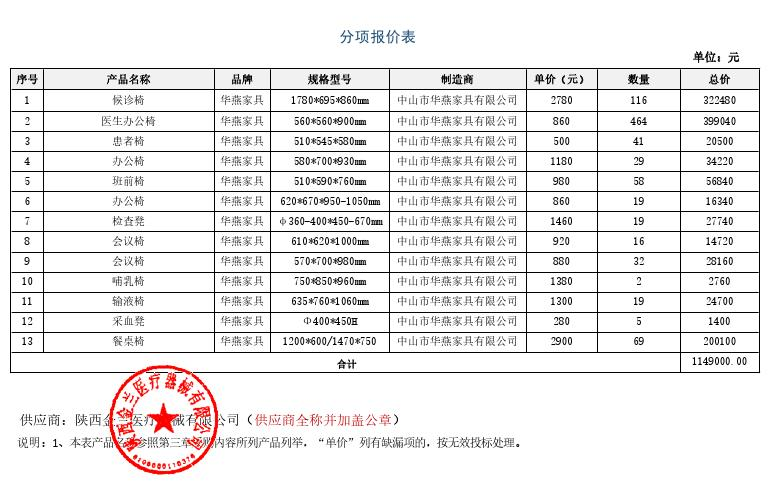 分项报价表
单位：元
序号 产品名称 品牌 规格型号 制造商 单价（元） 数量 总价
1 候诊椅 华燕家具 1780*695*860mm 中山市华燕家具有限公司 2780 116 322480
2 医生办公椅 华燕家具 560*560*900mm 中山市华燕家具有限公司 860 464 399040
3 患者椅 华燕家具 510*545*580mm 中山市华燕家具有限公司 500 41 20500
4 办公椅 华燕家具 580*700*930mm 中山市华燕家具有限公司 1180 29 34220
5 班前椅 华燕家具 510*590*760mm 中山市华燕家具有限公司 980 58 56840
6 办公椅 华燕家具 620*670*950-1050mm 中山市华燕家具有限公司 860 19 16340
7 检查凳 华燕家具 φ360-400*450-670mm 中山市华燕家具有限公司 1460 19 27740
8 会议椅 华燕家具 610*620*1000mm 中山市华燕家具有限公司 920 16 14720
9 会议椅 华燕家具 570*700*980mm 中山市华燕家具有限公司 880 32 28160
10 哺乳椅 华燕家具 750*850*960mm 中山市华燕家具有限公司 1380 2 2760
11 输液椅 华燕家具 635*760*1060mm 中山市华燕家具有限公司 1300 19 24700
12 采血凳 华燕家具 Φ400*450H 中山市华燕家具有限公司 280 5 1400
13 餐桌椅 华燕家具 1200*600/1470*750 中山市华燕家具有限公司 2900 69 200100
合计 1149000.00
供应商：陕西金兰医疗器械有限公司（供应商全称并加盖公章）
说明：1、本表产品名称参照第三章采购内容所列产品列举，“单价”列有缺漏项的，按无效投标处理。
陕西金兰医疗器械有限公司